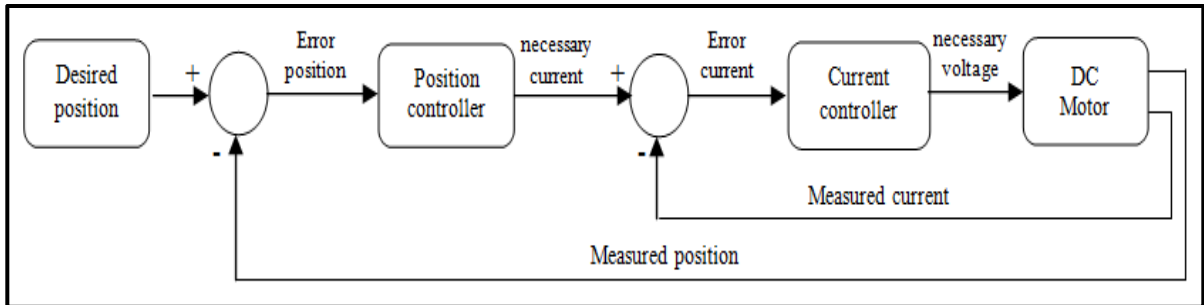 Desired
position
+
-
Error
position
Position
controller
necessary
current
+
-
Error
current
Current
controller
necessary
voltage
DC
Motor
Measured current
Measured position